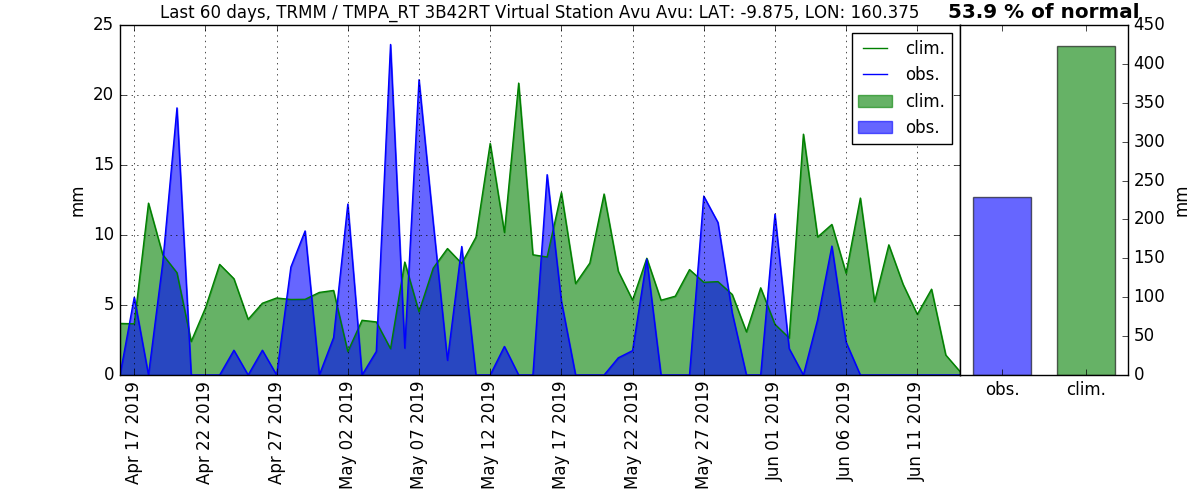 Last 60 days, TRMM / TMPA_RT 3B42RT Virtual Station Avu Avu: LAT: -9.875, LON: 160.375
53.9 % of normal
25
20
15
10
5
0
mm
clim.
obs.
clim.
obs.
450
400
350
300
250
200
150
100
50
0
mm
Apr 17 2019
Apr 22 2019
Apr 27 2019
May 02 2019
May 07 2019
May 12 2019
May 17 2019
May 22 2019
May 27 2019
Jun 01 2019
Jun 06 2019
Jun 11 2019
obs.
clim.